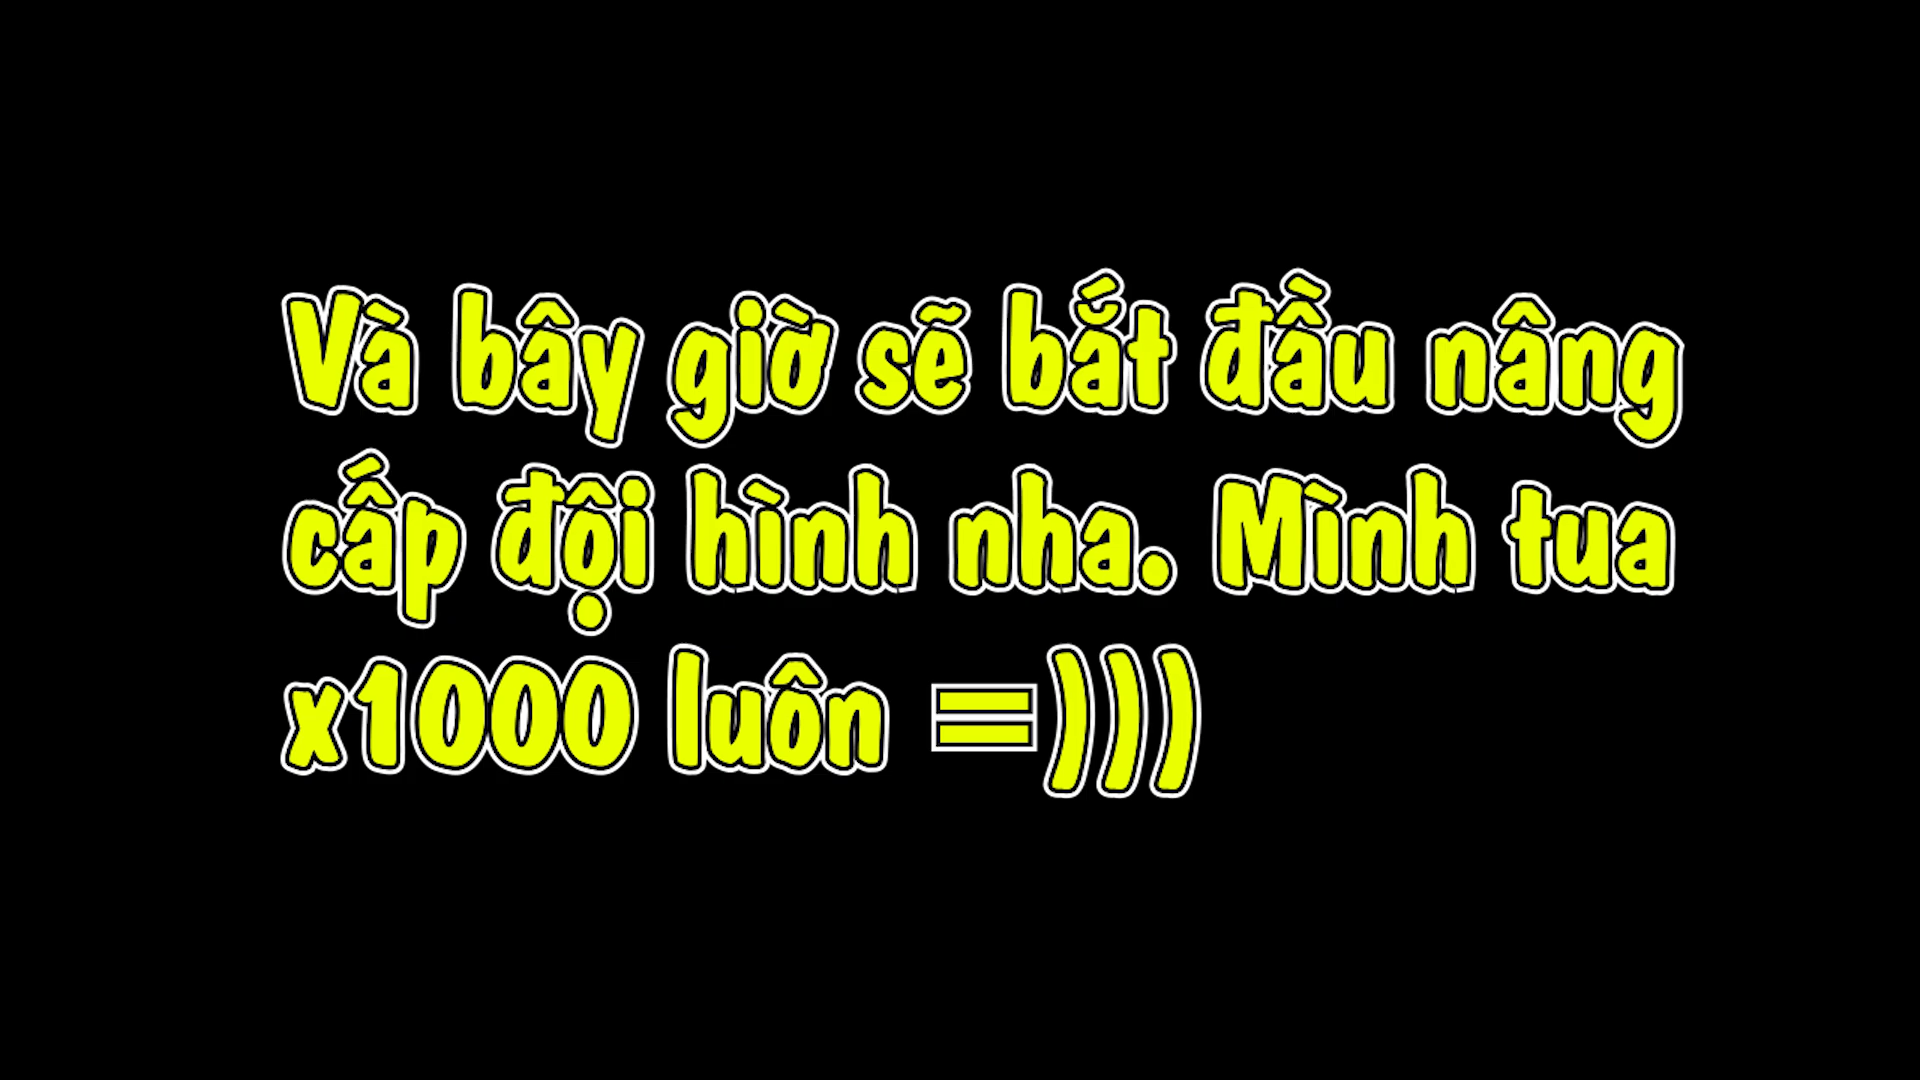 Và bây giờ sẽ bắt đầu nâng
cấp đội hình nha. Mình tua
x1000 luôn =)))